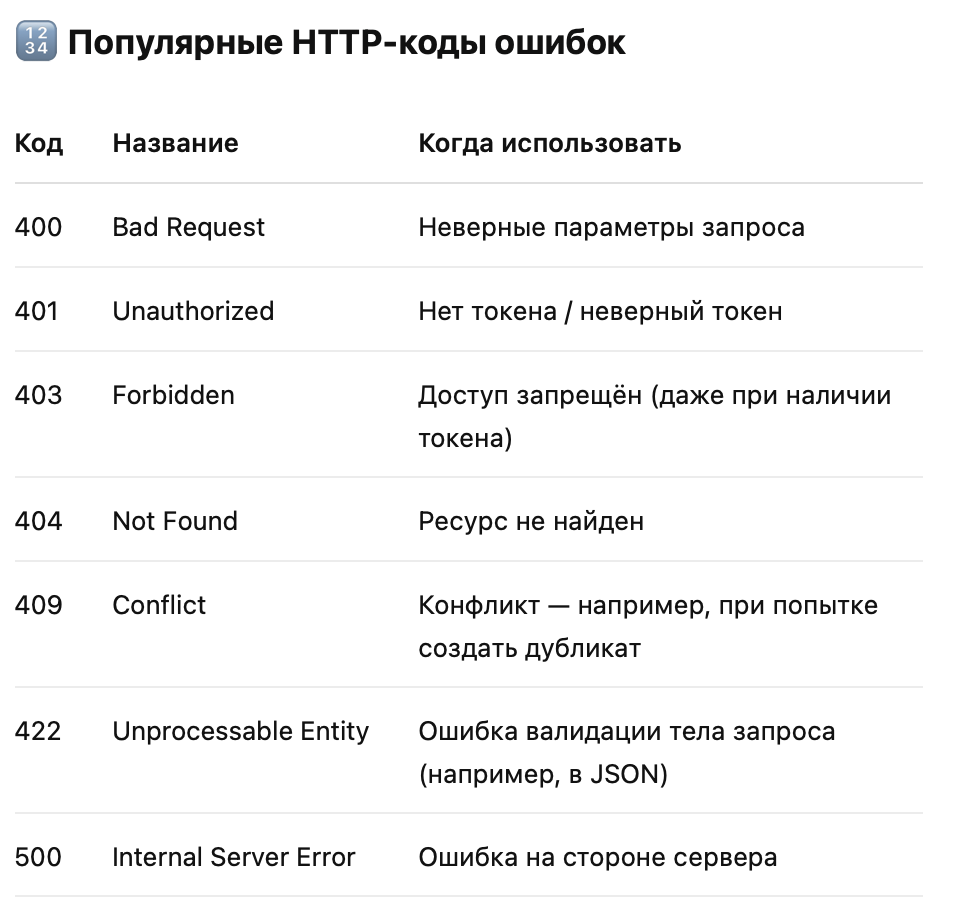 🔢 Популярные HTTP-коды ошибок
Код Название Когда использовать
400 Bad Request Неверные параметры запроса
401 Unauthorized Нет токена / неверный токен
403 Forbidden Доступ запрещён (даже при наличии
токена)
404 Not Found Ресурс не найден
409 Conflict Конфликт — например, при попытке
создать дубликат
422 Unprocessable Entity Ошибка валидации тела запроса
(например, в JSON)
500 Internal Server Error Ошибка на стороне сервера